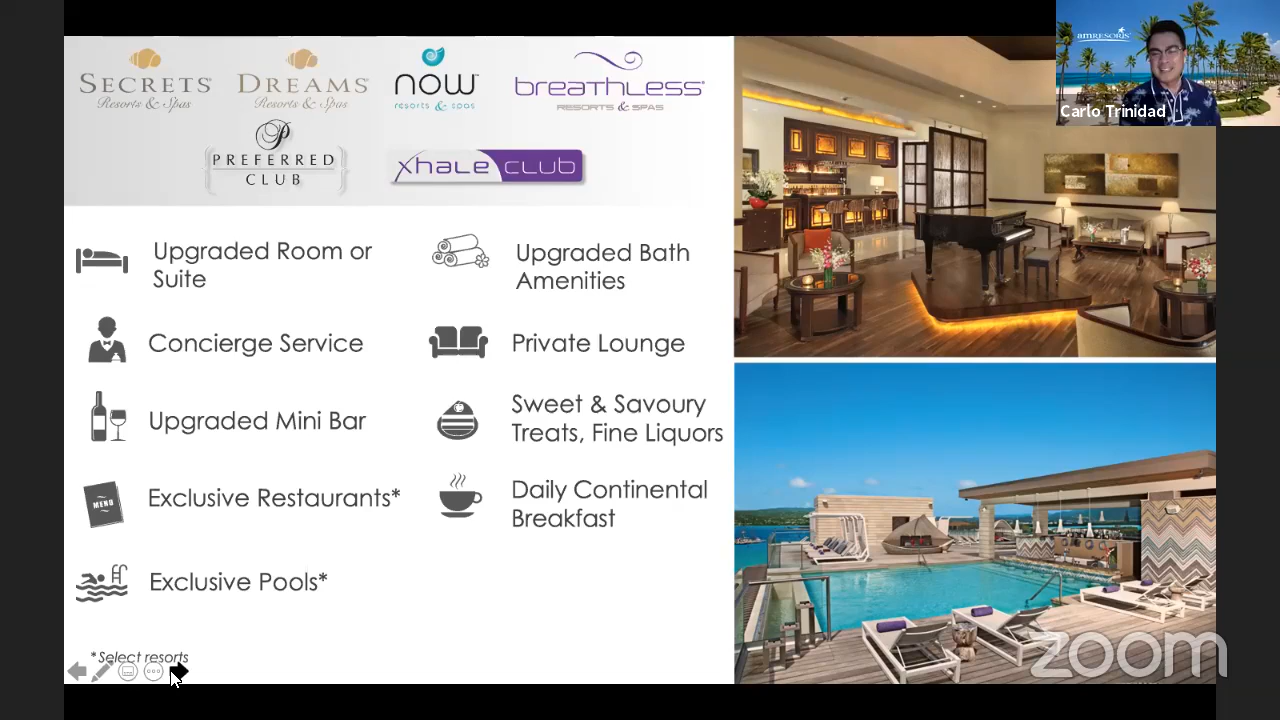 SECRETS®
Resorts & Spas
DREAMS®
Resorts & Spas
now™
resorts & spas
breathless®
RESORTS & SPAS
P
PREFERRED
CLUB
xhale club
amRESORTS
Carlo Trinidad
Upgraded Room or
Suite
Upgraded Bath
Amenities
Concierge Service
Private Lounge
Upgraded Mini Bar
Sweet & Savoury
Treats, Fine Liquors
MENU
Exclusive Restaurants*
Daily Continental
Breakfast
Exclusive Pools*
*Select resorts
zoom